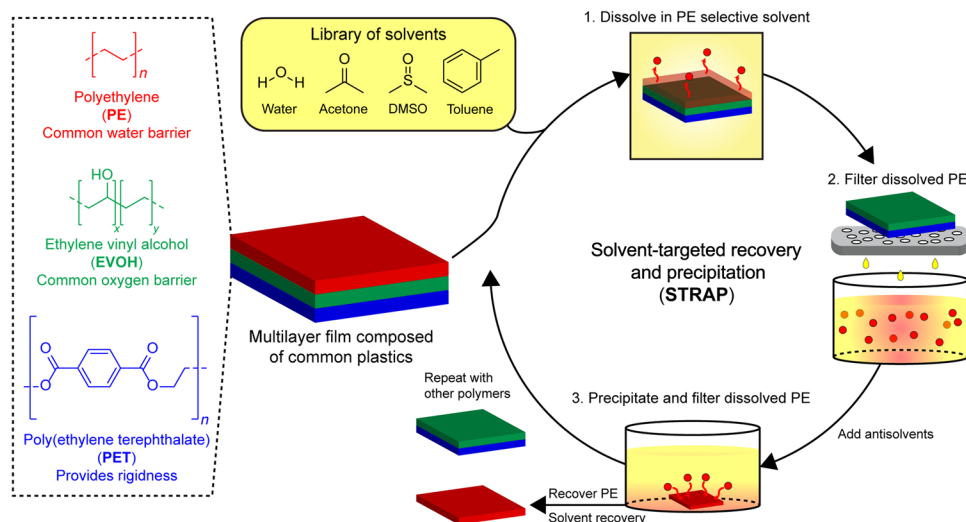 n
Polyethylene
(PE)
Common water barrier
HO
x
y
Ethylene vinyl alcohol
(EVOH)
Common oxygen barrier
O
O
O
O
n
Poly(ethylene terephthalate)
(PET)
Provides rigidness
Library of solvents
H
O
H
Water
O
Acetone
O
S
DMSO
Toluene
Multilayer film composed
of common plastics
1. Dissolve in PE selective solvent
2. Filter dissolved PE
Solvent-targeted recovery
and precipitation
(STRAP)
Add antisolvents
3. Precipitate and filter dissolved PE
Repeat with
other polymers
Recover PE
Solvent recovery